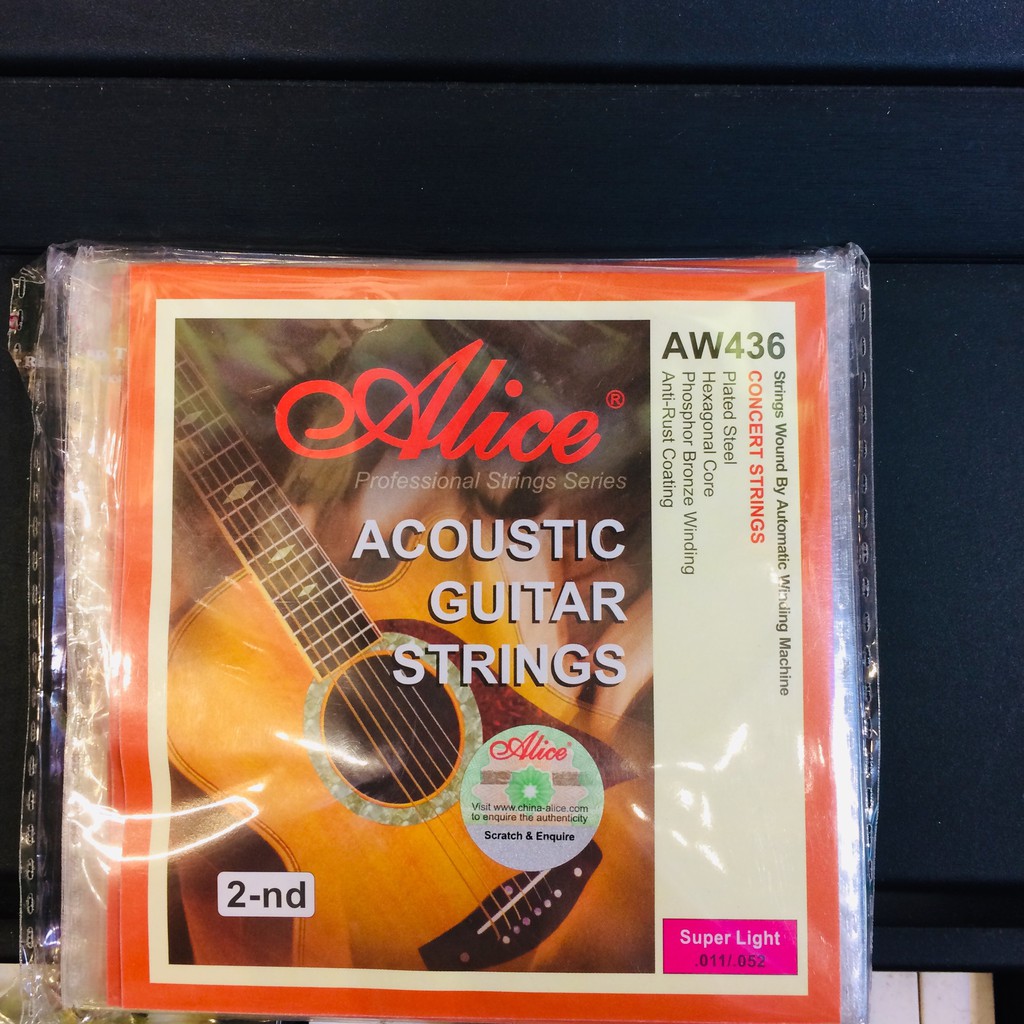 Alice®
Professional Strings Series
ACOUSTIC
GUITAR
STRINGS
AW436
Strings Wound By Automatic Winding Machine
CONCERT STRINGS
Plated Steel
Hexagonal Core
Phosphor Bronze Winding
Anti-Rust Coating
Alice®
Visit www.china-alice.com
to enquire the authenticity
Scratch & Enquire
2-nd
Super Light
.011/.052